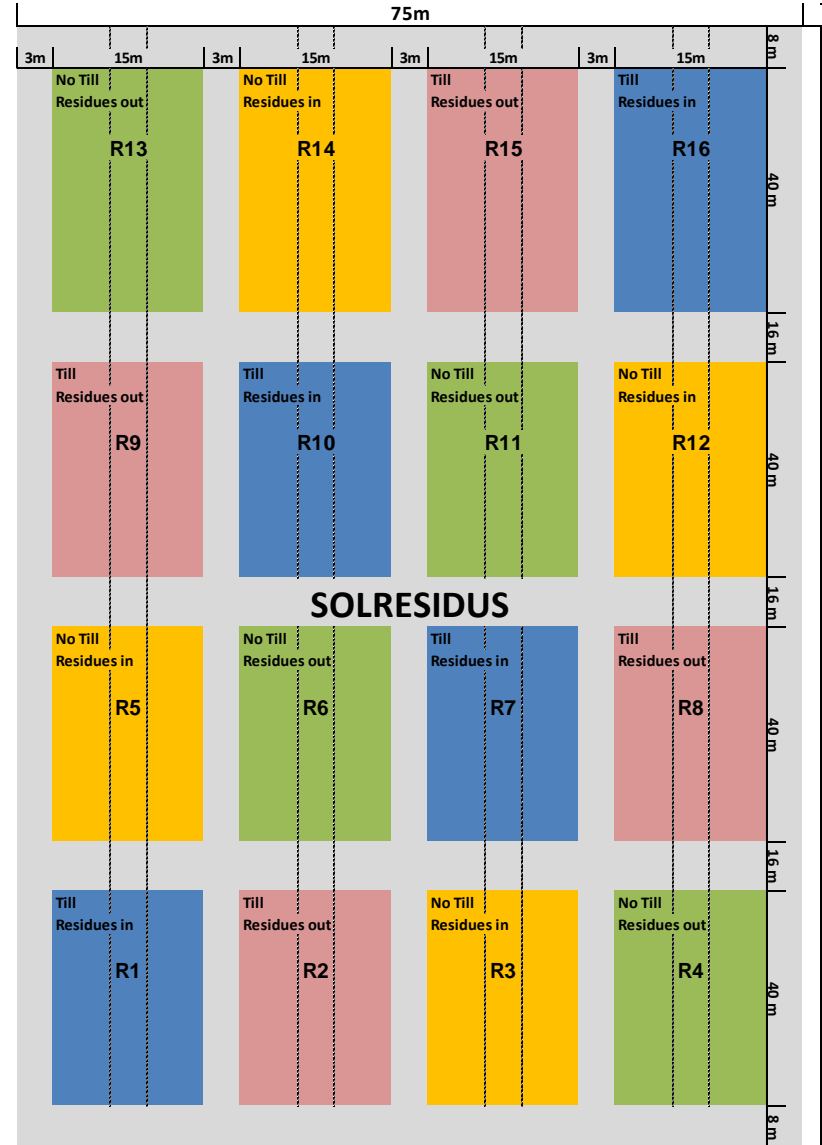 75m
8 m
3m 15m 3m 15m 3m 15m 3m 15m
No Till
Residues out
R13
No Till
Residues in
R14
Till
Residues out
R15
Till
Residues in
R16
40 m
16 m
Till
Residues out
R9
Till
Residues in
R10
No Till
Residues out
R11
No Till
Residues in
R12
40 m
SOLRESIDUS
16 m
No Till
Residues in
R5
No Till
Residues out
R6
Till
Residues in
R7
Till
Residues out
R8
40 m
16 m
Till
Residues in
R1
Till
Residues out
R2
No Till
Residues in
R3
No Till
Residues out
R4
40 m
8 m